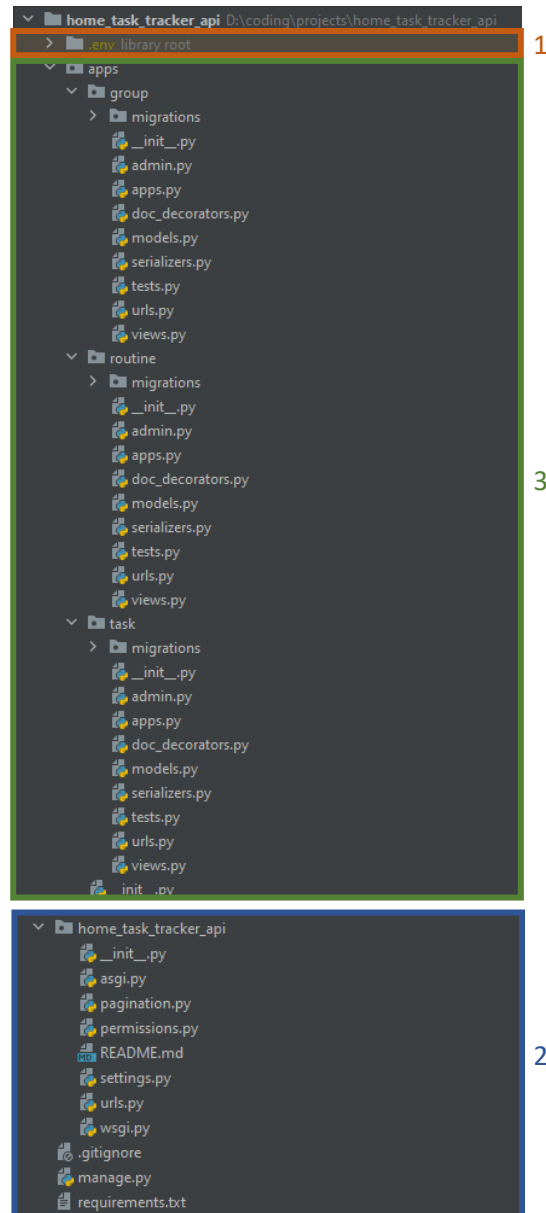 home_task_tracker_api D:\coding\projects\home_task_tracker_api
.env library root
1
apps
group
migrations
__init__.py
admin.py
apps.py
doc_decorators.py
models.py
serializers.py
tests.py
urls.py
views.py
routine
migrations
__init__.py
admin.py
apps.py
doc_decorators.py
models.py
serializers.py
tests.py
urls.py
views.py
3
task
migrations
__init__.py
admin.py
apps.py
doc_decorators.py
models.py
serializers.py
tests.py
urls.py
views.py
__init__.py
home_task_tracker_api
__init__.py
asgi.py
pagination.py
permissions.py
MD README.md
settings.py
urls.py
wsgi.py
2
.gitignore
manage.py
requirements.txt